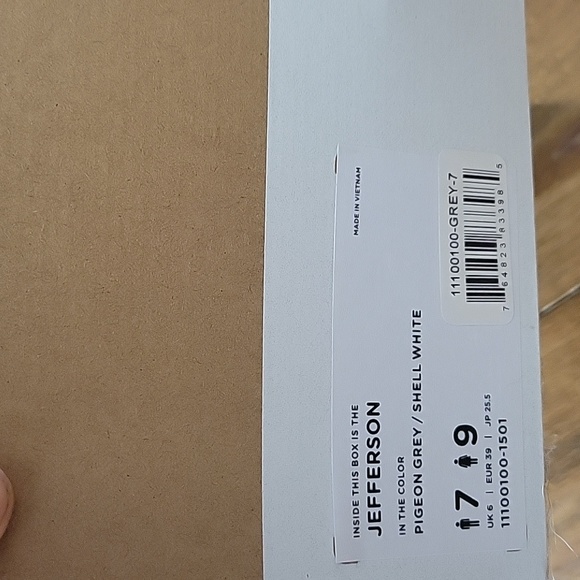 INSIDE THIS BOX IS THE
JEFFERSON
IN THE COLOR
PIGEON GREY / SHELL WHITE
7 9
UK 6 | EUR 39 | JP 25.5
11100100-1501
MADE IN VIETNAM
11100100-GREY-7
7 64823 83398 5